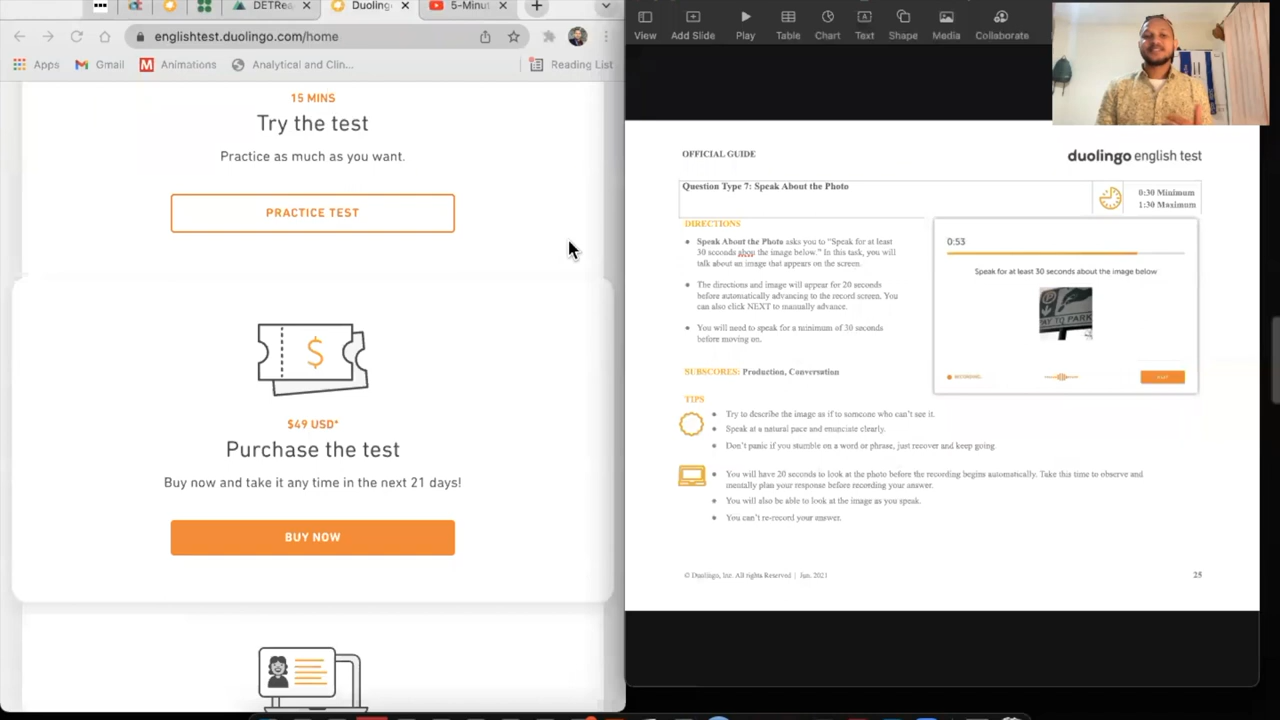 DETRea
Duoling
5-Minut
englishtest.duolingo.com/home
Apps
Gmail
M
Animations
Analytical and Clin...
Reading List
15 MINS
Try the test
Practice as much as you want.
PRACTICE TEST
$
$49 USD*
Purchase the test
Buy now and take it any time in the next 21 days!
BUY NOW
View
Add Slide
Play
Table
Chart
Text
Shape
Media
Collaborate
OFFICIAL GUIDE
duolingo english test
Question Type 7: Speak About the Photo
0:30 Minimum
1:30 Maximum
DIRECTIONS
• Speak About the Photo asks you to “Speak for at least
30 seconds abou the image below.” In this task, you will
talk about an image that appears on the screen.
• The directions and image will appear for 20 seconds
before automatically advancing to the record screen. You
can also click NEXT to manually advance.
• You will need to speak for a minimum of 30 seconds
before moving on.
0:53
Speak for at least 30 seconds about the image below
PAY TO PARK
RECORDING
SUBSCORES: Production, Conversation
TIPS
• Try to describe the image as if to someone who can’t see it.
• Speak at a natural pace and enunciate clearly.
• Don’t panic if you stumble on a word or phrase, just recover and keep going
• You will have 20 seconds to look at the photo before the recording begins automatically. Take this time to observe and
mentally plan your response before recording your answer.
• You will also be able to look at the image as you speak.
• You can’t re-record your answer.
© Duolingo, Inc. All rights Reserved | Jan. 2021
25